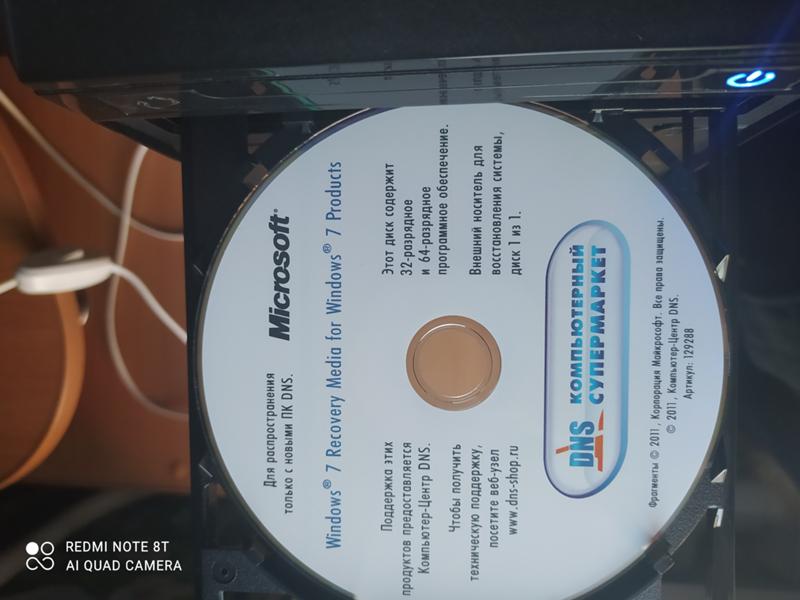 Для распространения
только с новыми ПК DNS.
Microsoft®
Windows® 7 Recovery Media for Windows® 7 Products
Поддержка этих
продуктов предоставляется
Компьютер-Центр DNS.
Чтобы получить
техническую поддержку,
посетите веб-узел
www.dns-shop.ru
Этот диск содержит
32-разрядное
и 64-разрядное
программное обеспечение.
Внешний носитель для
восстановления системы,
диск 1 из 1.
DNS КОМПЬЮТЕРНЫЙ
СУПЕРМАРКЕТ
Фрагменты © 2011, Корпорация Майкрософт. Все права защищены.
© 2011, Компьютер-Центр DNS.
Артикул: 129288
REDMI NOTE 8T
AI QUAD CAMERA